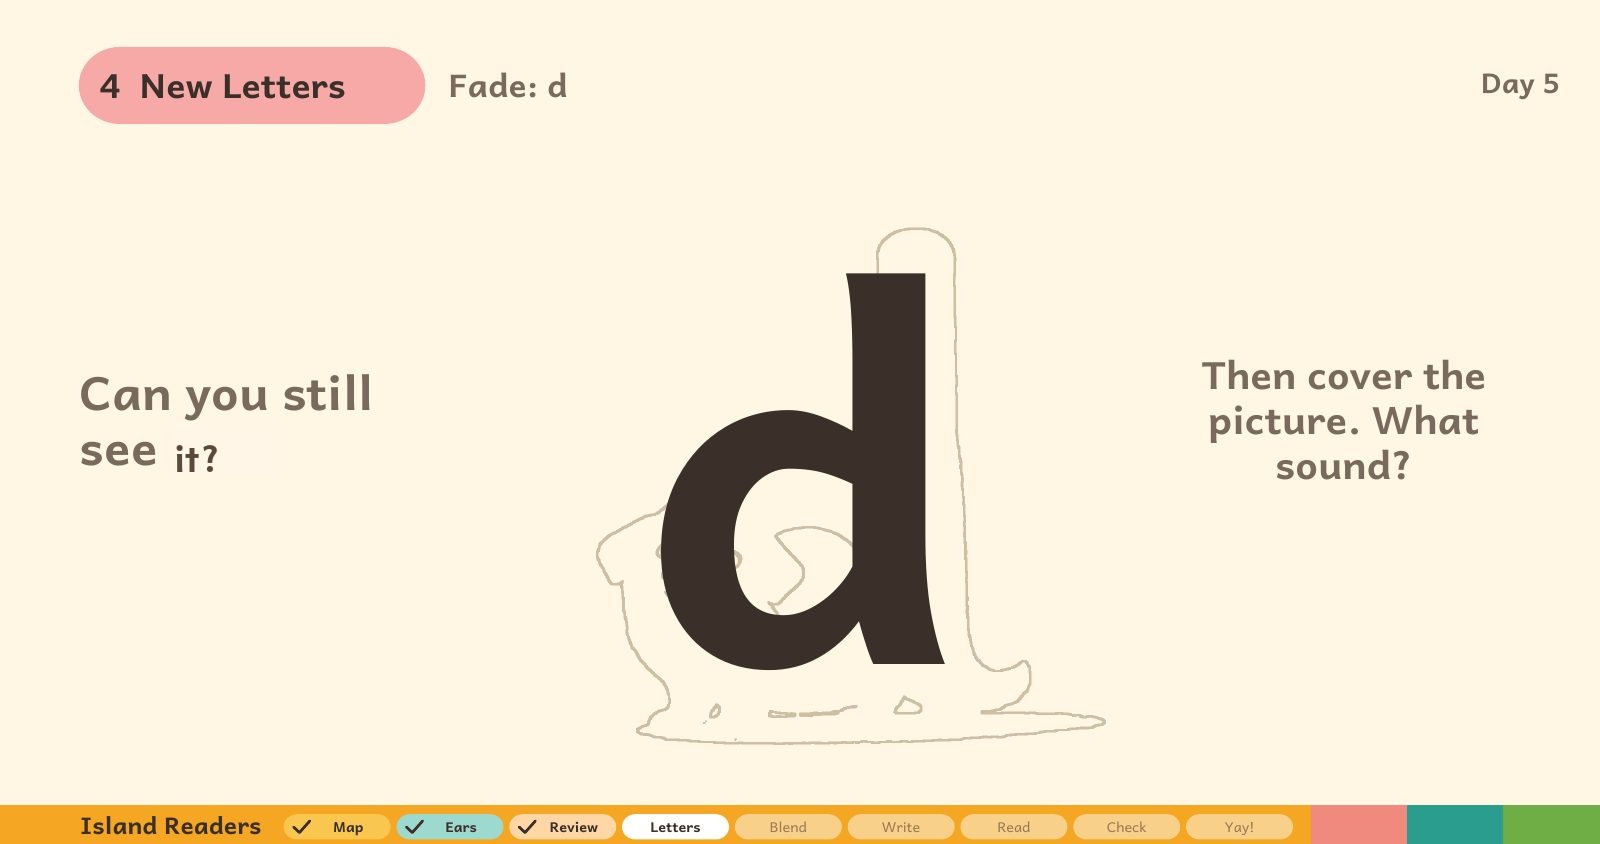 4 New Letters
Fade: d
Day 5
Can you still
see it?
d
Then cover the
picture. What
sound?
Island Readers
Map
Ears
Review
Letters
Blend
Write
Read
Check
Yay!